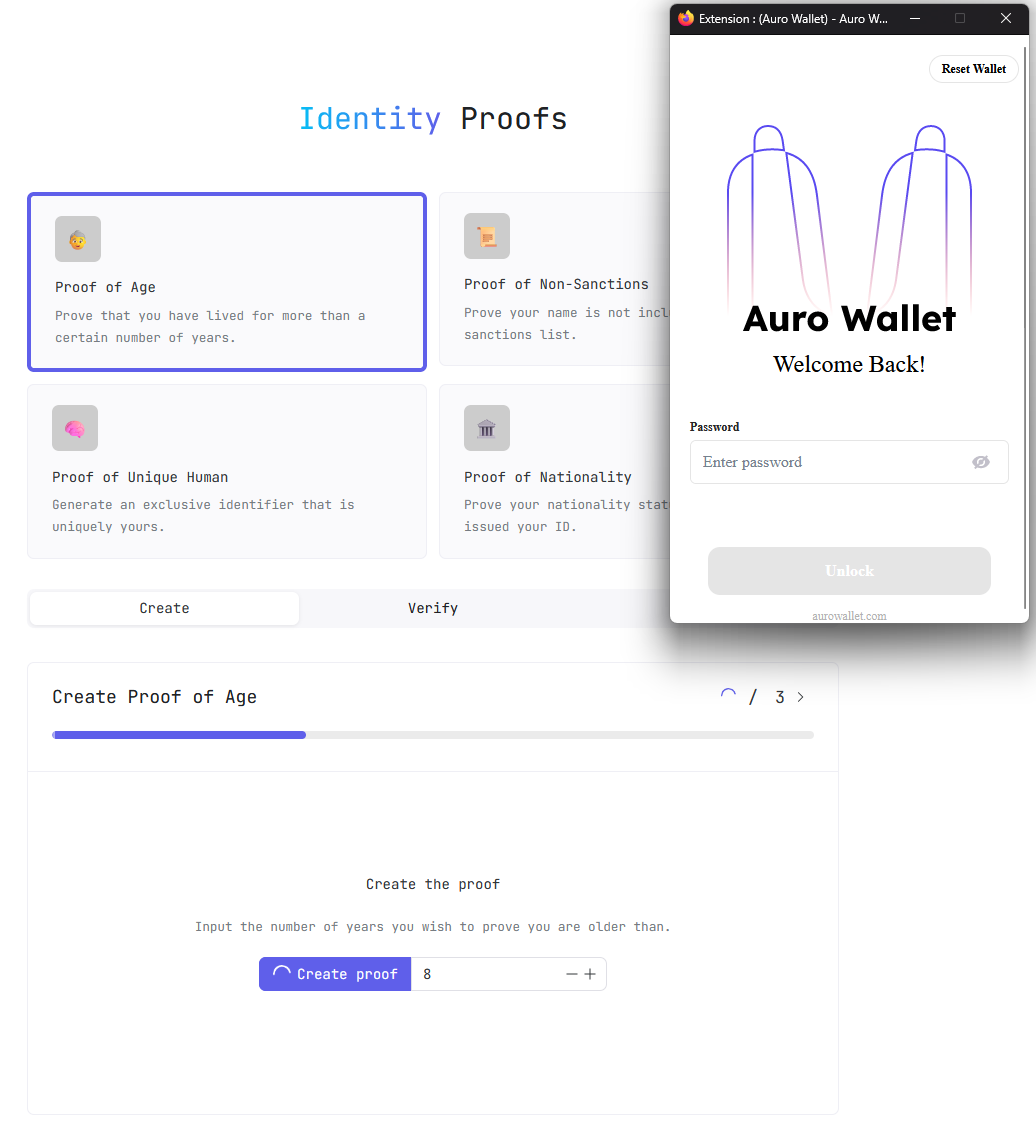 Identity Proofs
Proof of Age
Prove that you have lived for more than a
certain number of years.
Proof of Non-Sanctions
Prove your name is not
sanctions list.
Proof of Unique Human
Generate an exclusive identifier that is
uniquely yours.
Proof of Nationality
Prove your nationality
issued your ID.
Create
Verify
Create Proof of Age
/ 3 >
Create the proof
Input the number of years you wish to prove you are older than.
Create proof
8
Extension : (Auro Wallet) - Auro W...
Reset Wallet
Auro Wallet
Welcome Back!
Password
Enter password
Unlock
aurowallet.com